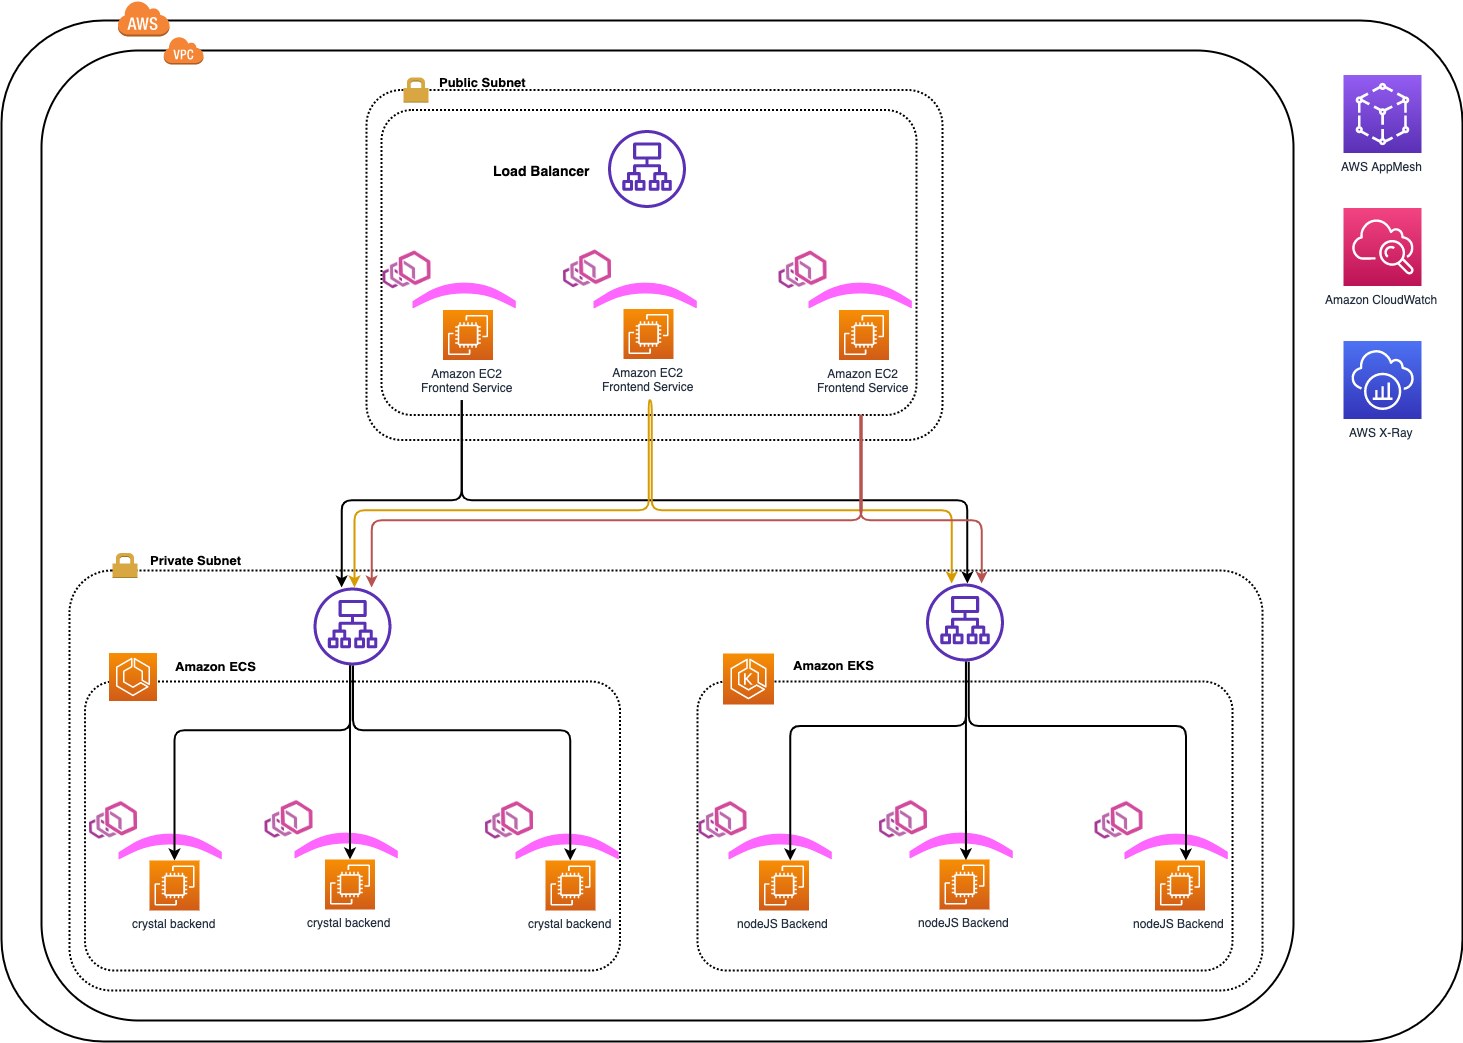 AWS
VPC
Public Subnet
Load Balancer
AWS AppMesh
Amazon CloudWatch
AWS X-Ray
Amazon EC2
Frontend Service
Amazon EC2
Frontend Service
Amazon EC2
Frontend Service
Private Subnet
Amazon ECS
K
Amazon EKS
crystal backend
crystal backend
crystal backend
nodeJS Backend
nodeJS Backend
nodeJS Backend